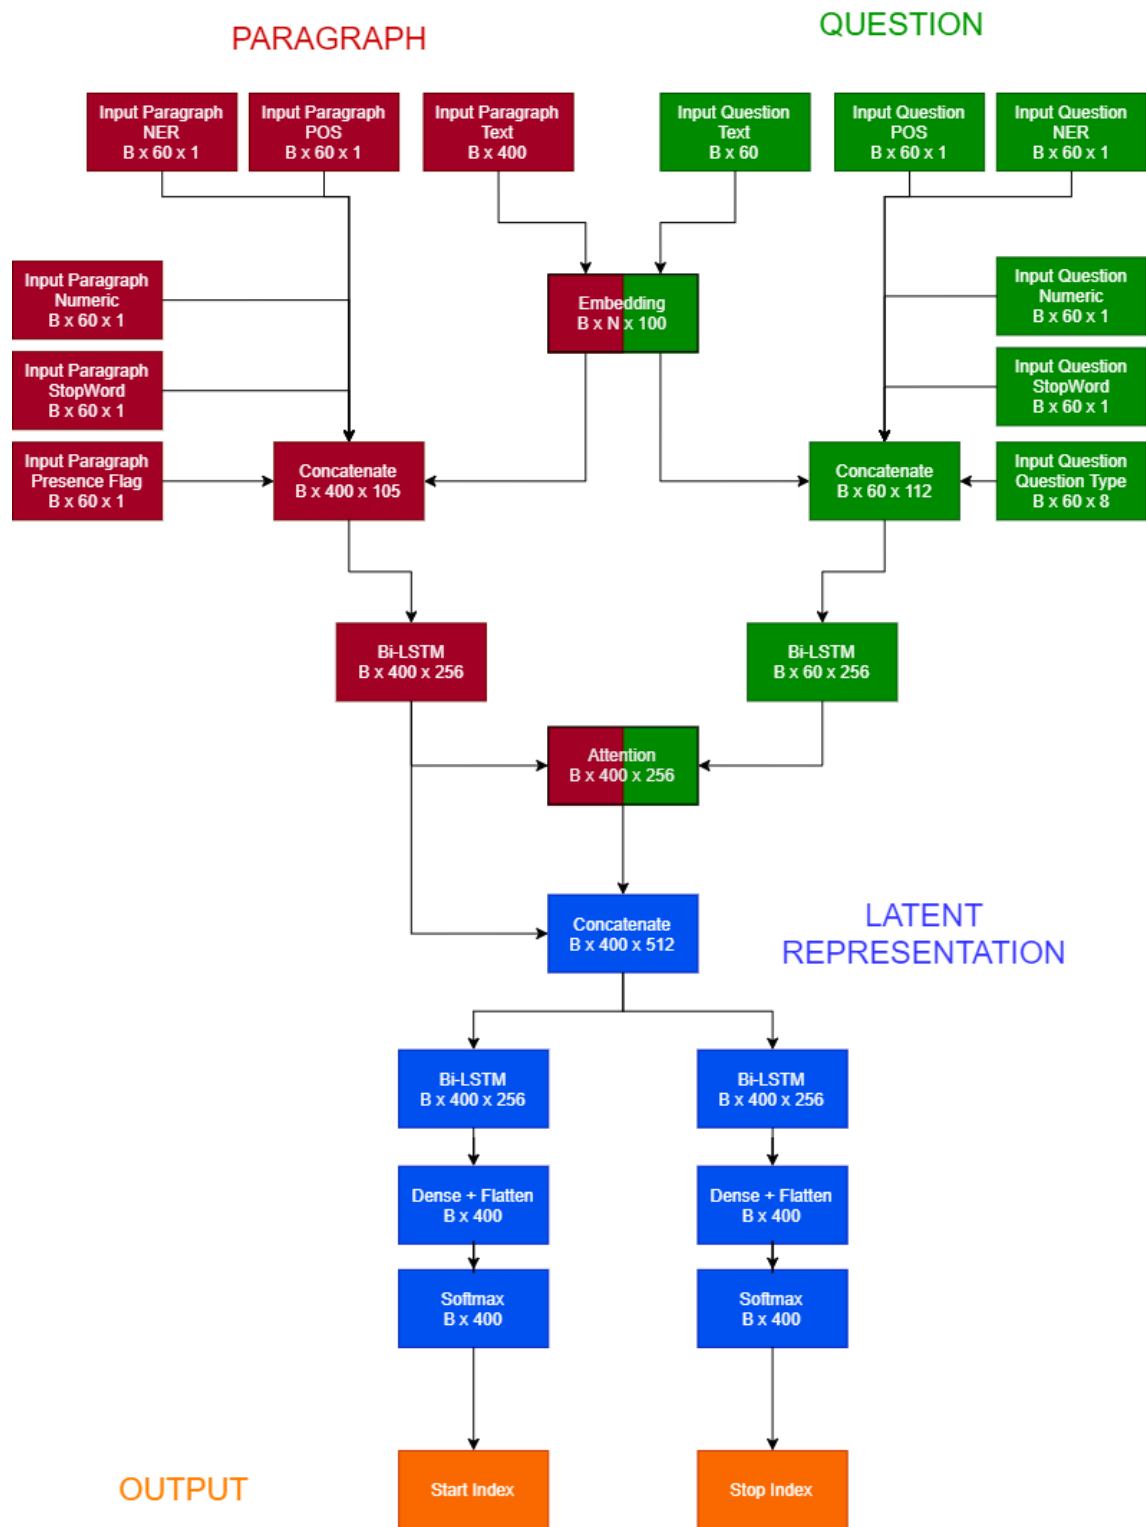 PARAGRAPH
QUESTION
Input Paragraph
NER
B x 60 x 1
Input Paragraph
POS
B x 60 x 1
Input Paragraph
Text
B x 400
Input Question
Text
B x 60
Input Question
POS
B x 60 x 1
Input Question
NER
B x 60 x 1
Input Paragraph
Numeric
B x 60 x 1
Embedding
B x N x 100
Input Question
Numeric
B x 60 x 1
Input Paragraph
StopWord
B x 60 x 1
Input Question
StopWord
B x 60 x 1
Input Paragraph
Presence Flag
B x 60 x 1
Concatenate
B x 400 x 105
Concatenate
B x 60 x 112
Input Question
Question Type
B x 60 x 8
Bi-LSTM
B x 400 x 256
Bi-LSTM
B x 60 x 256
Attention
B x 400 x 256
Concatenate
B x 400 x 512
LATENT
REPRESENTATION
Bi-LSTM
B x 400 x 256
Bi-LSTM
B x 400 x 256
Dense + Flatten
B x 400
Dense + Flatten
B x 400
Softmax
B x 400
Softmax
B x 400
OUTPUT
Start Index
Stop Index